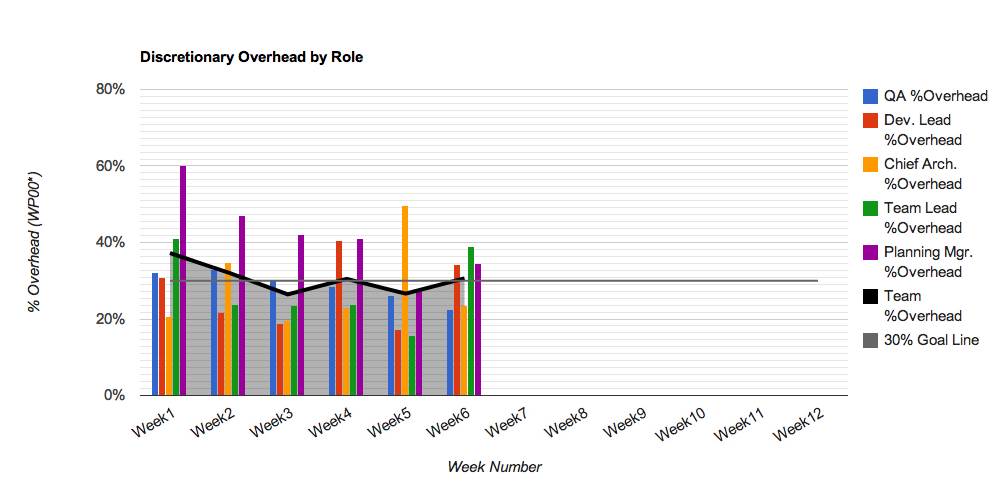 Discretionary Overhead by Role
80%
60%
40%
20%
0%
% Overhead (WP00*)
Week1
Week2
Week3
Week4
Week5
Week6
Week7
Week8
Week9
Week10
Week11
Week12
Week Number
QA %Overhead
Dev. Lead
%Overhead
Chief Arch.
%Overhead
Team Lead
%Overhead
Planning Mgr.
%Overhead
Team
%Overhead
30% Goal Line